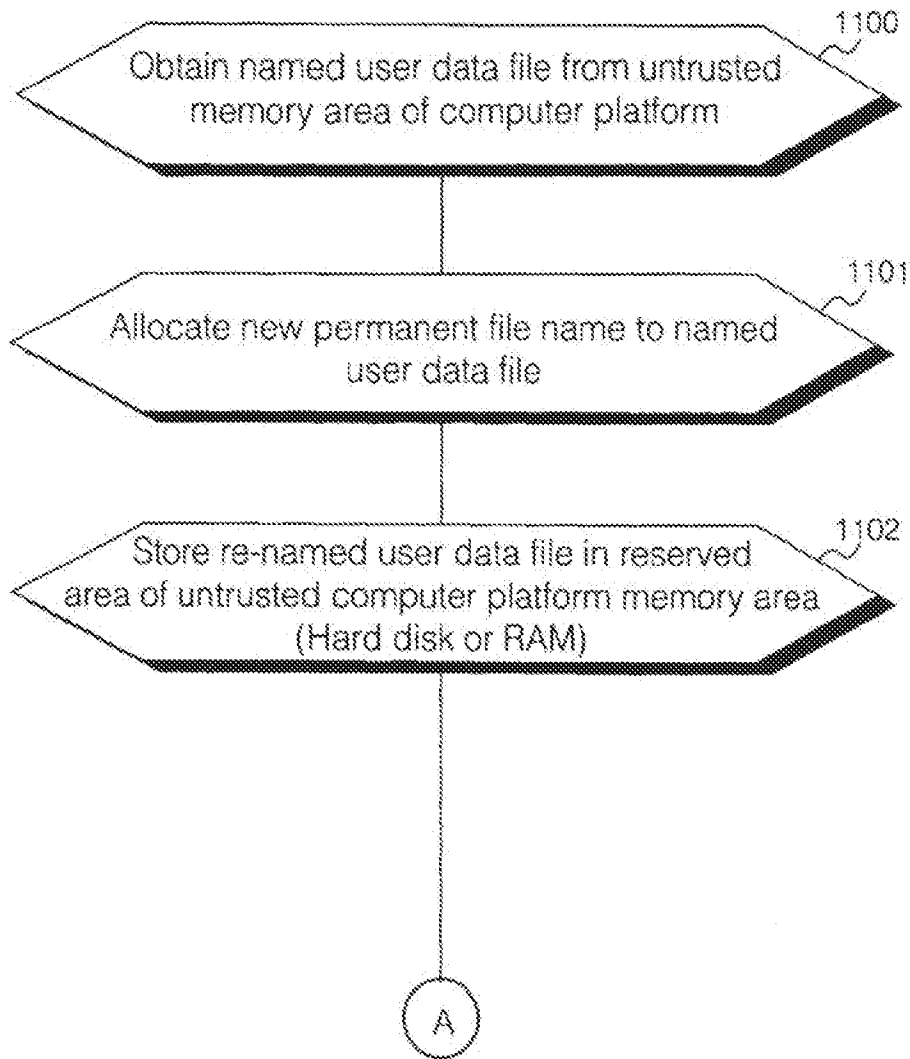 1100
Obtain named user data file from untrusted
memory area of computer platform
1101
Allocate new permanent file name to named
user data file
1102
Store re-named user data file in reserved
area of untrusted computer platform memory area
(Hard disk or RAM)
A